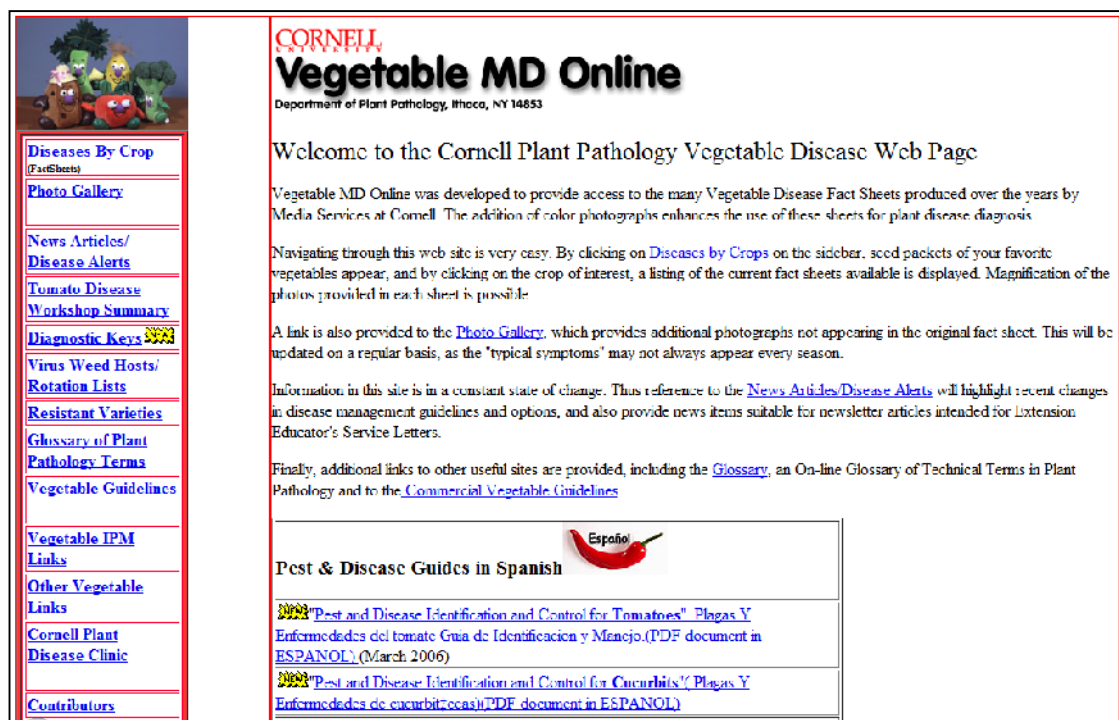 CORNELL
UNIVERSITY
Vegetable MD Online
Department of Plant Pathology, Ithaca, NY 14853
Diseases By Crop
(FactSheets)
Photo Gallery
News Articles/
Disease Alerts
Tomato Disease
Workshop Summary
Diagnostic Keys NEW
Virus Weed Hosts/
Rotation Lists
Resistant Varieties
Glossary of Plant
Pathology Terms
Vegetable Guidelines
Vegetable IPM
Links
Other Vegetable
Links
Cornell Plant
Disease Clinic
Contributors
Welcome to the Cornell Plant Pathology Vegetable Disease Web Page
Vegetable MD Online was developed to provide access to the many Vegetable Disease Fact Sheets produced over the years by
Media Services at Cornell. The addition of color photographs enhances the use of these sheets for plant disease diagnosis
Navigating through this web site is very easy. By clicking on Diseases by Crops on the sidebar, seed packets of your favorite
vegetables appear, and by clicking on the crop of interest, a listing of the current fact sheets available is displayed. Magnification of the
photos provided in each sheet is possible
A link is also provided to the Photo Gallery, which provides additional photographs not appearing in the original fact sheet. This will be
updated on a regular basis, as the "typical symptoms" may not always appear every season.
Information in this site is in a constant state of change. Thus reference to the News Articles/Disease Alerts will highlight recent changes
in disease management guidelines and options, and also provide news items suitable for newsletter articles intended for Extension
Educator's Service Letters.
Finally, additional links to other useful sites are provided, including the Glossary, an On-line Glossary of Technical Terms in Plant
Pathology and to the Commercial Vegetable Guidelines
Español
Pest & Disease Guides in Spanish
NEW "Pest and Disease Identification and Control for Tomatoes" Plagas Y
Enfermedades del tomate Guia de Identificacion y Manejo.(PDF document in
ESPANOL) (March 2006)
NEW "Pest and Disease Identification and Control for Cucurbits"( Plagas Y
Enfermedades de cucurbitzceas)(PDF document in ESPANOL)